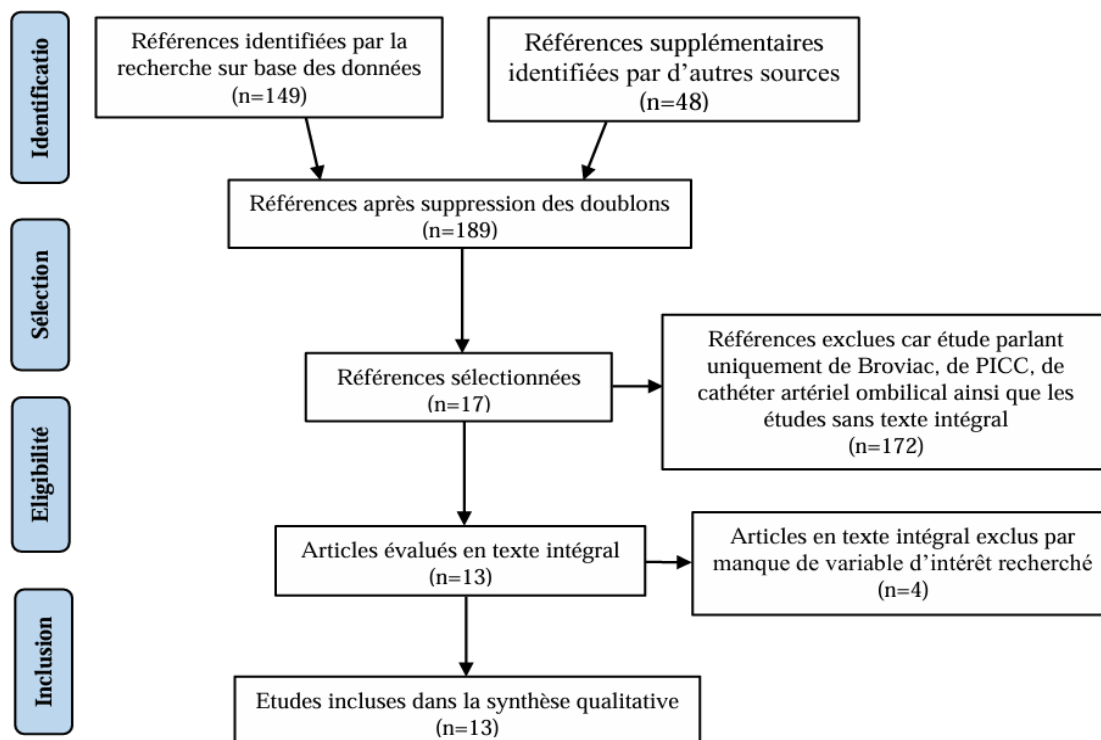 Identificatio
Références identifiées par la
recherche sur base des données
(n=149)
Références supplémentaires
identifiées par d'autres sources
(n=48)
Références après suppression des doublons
(n=189)
Sélection
Références sélectionnées
(n=17)
Références exclues car étude parlant
uniquement de Broviac, de PICC, de
cathéter artériel ombilical ainsi que les
études sans texte intégral
(n=172)
Eligibilité
Articles évalués en texte intégral
(n=13)
Articles en texte intégral exclus par
manque de variable d'intérêt recherché
(n=4)
Inclusion
Etudes incluses dans la synthèse qualitative
(n=13)